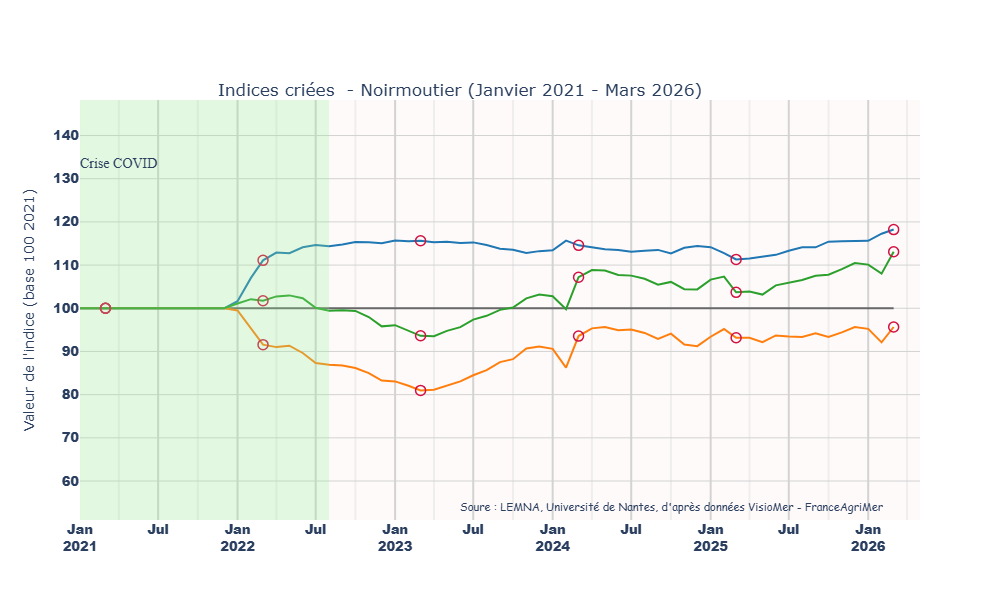 Indices criées  - Noirmoutier (Janvier 2021 - Mars 2026)
Valeur de l'Indice (base 100 2021)
140
Crise COVID
130
120
110
100
90
80
70
60
Soure : LEMNA, Université de Nantes, d'après données VisioMer - FranceAgriMer
Jan Jul Jan Jul Jan Jul Jan Jul Jan Jul Jan
2021 2022 2023 2024 2025 2026